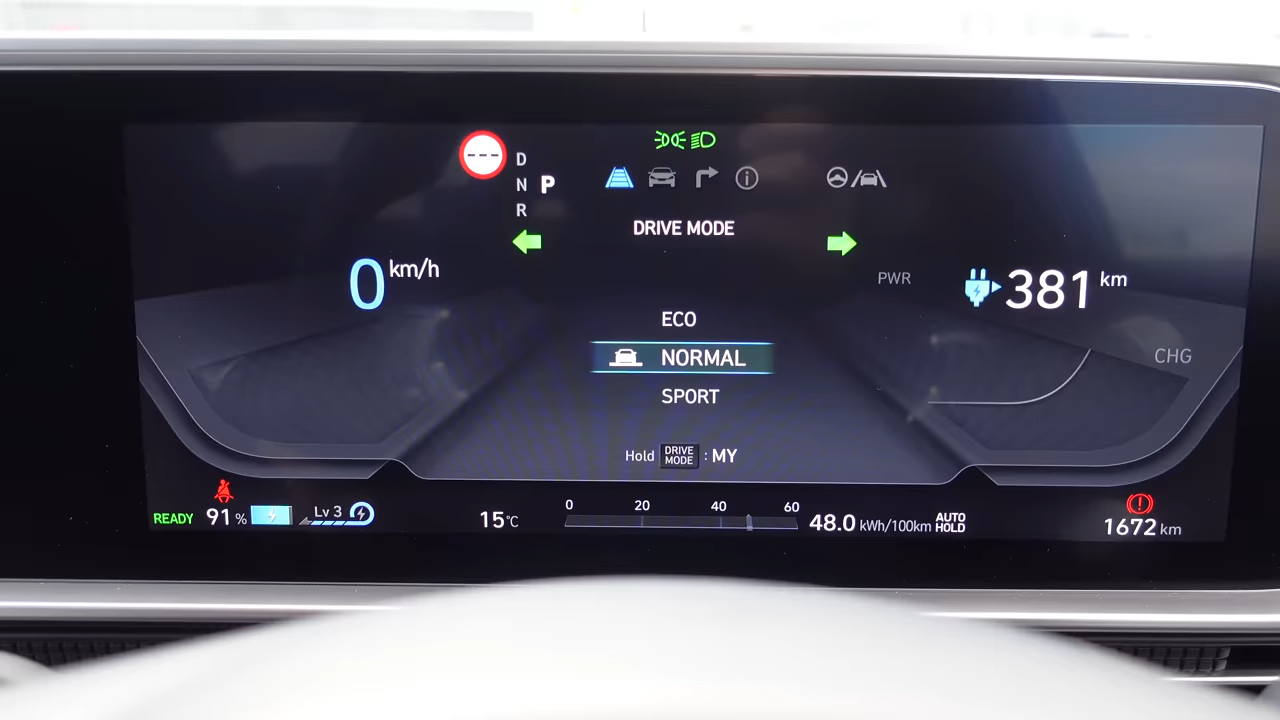 ---
D
N P
R
DRIVE MODE
0 km/h
PWR
381 km
ECO
NORMAL
SPORT
CHG
Hold DRIVE MODE : MY
READY 91 % Lv 3
15°C
0 20 40 60
48.0 kWh/100km
AUTO HOLD
1672 km